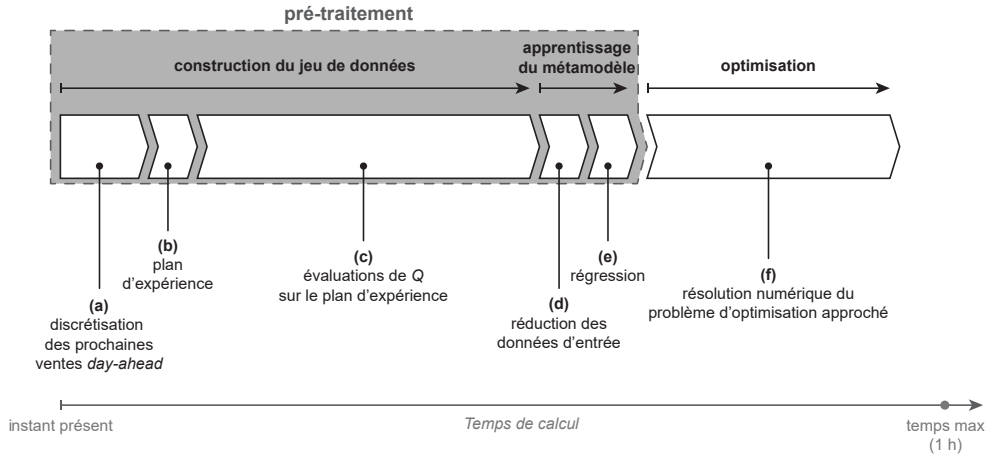 pré-traitement
construction du jeu de données
apprentissage
du métamodèle
optimisation
(a)
discrétisation
des prochaines
ventes day-ahead
(b)
plan
d'expérience
(c)
évaluations de Q
sur le plan d'expérience
(d)
réduction des
données d'entrée
(e)
régression
(f)
résolution numérique du
problème d'optimisation approché
instant présent
Temps de calcul
temps max
(1 h)